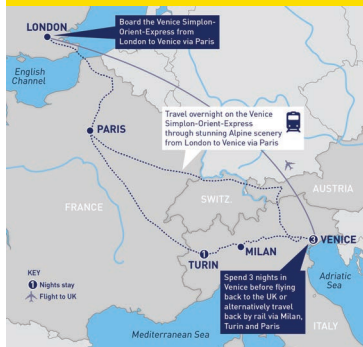 LONDON
Board the Venice Simplon-
Orient-Express from
London to Venice via Paris
English
Channel
PARIS
Travel overnight on the Venice
Simplon-Orient-Express
through stunning Alpine scenery
from London to Venice via Paris
FRANCE
SWITZ.
AUSTRIA
3 VENICE
MILAN
1
TURIN
Adriatic
Sea
KEY
1 Nights stay
Flight to UK
Spend 3 nights in
Venice before flying
back to the UK or
alternatively travel
back by rail via Milan,
Turin and Paris
Mediterranean Sea
ITALY